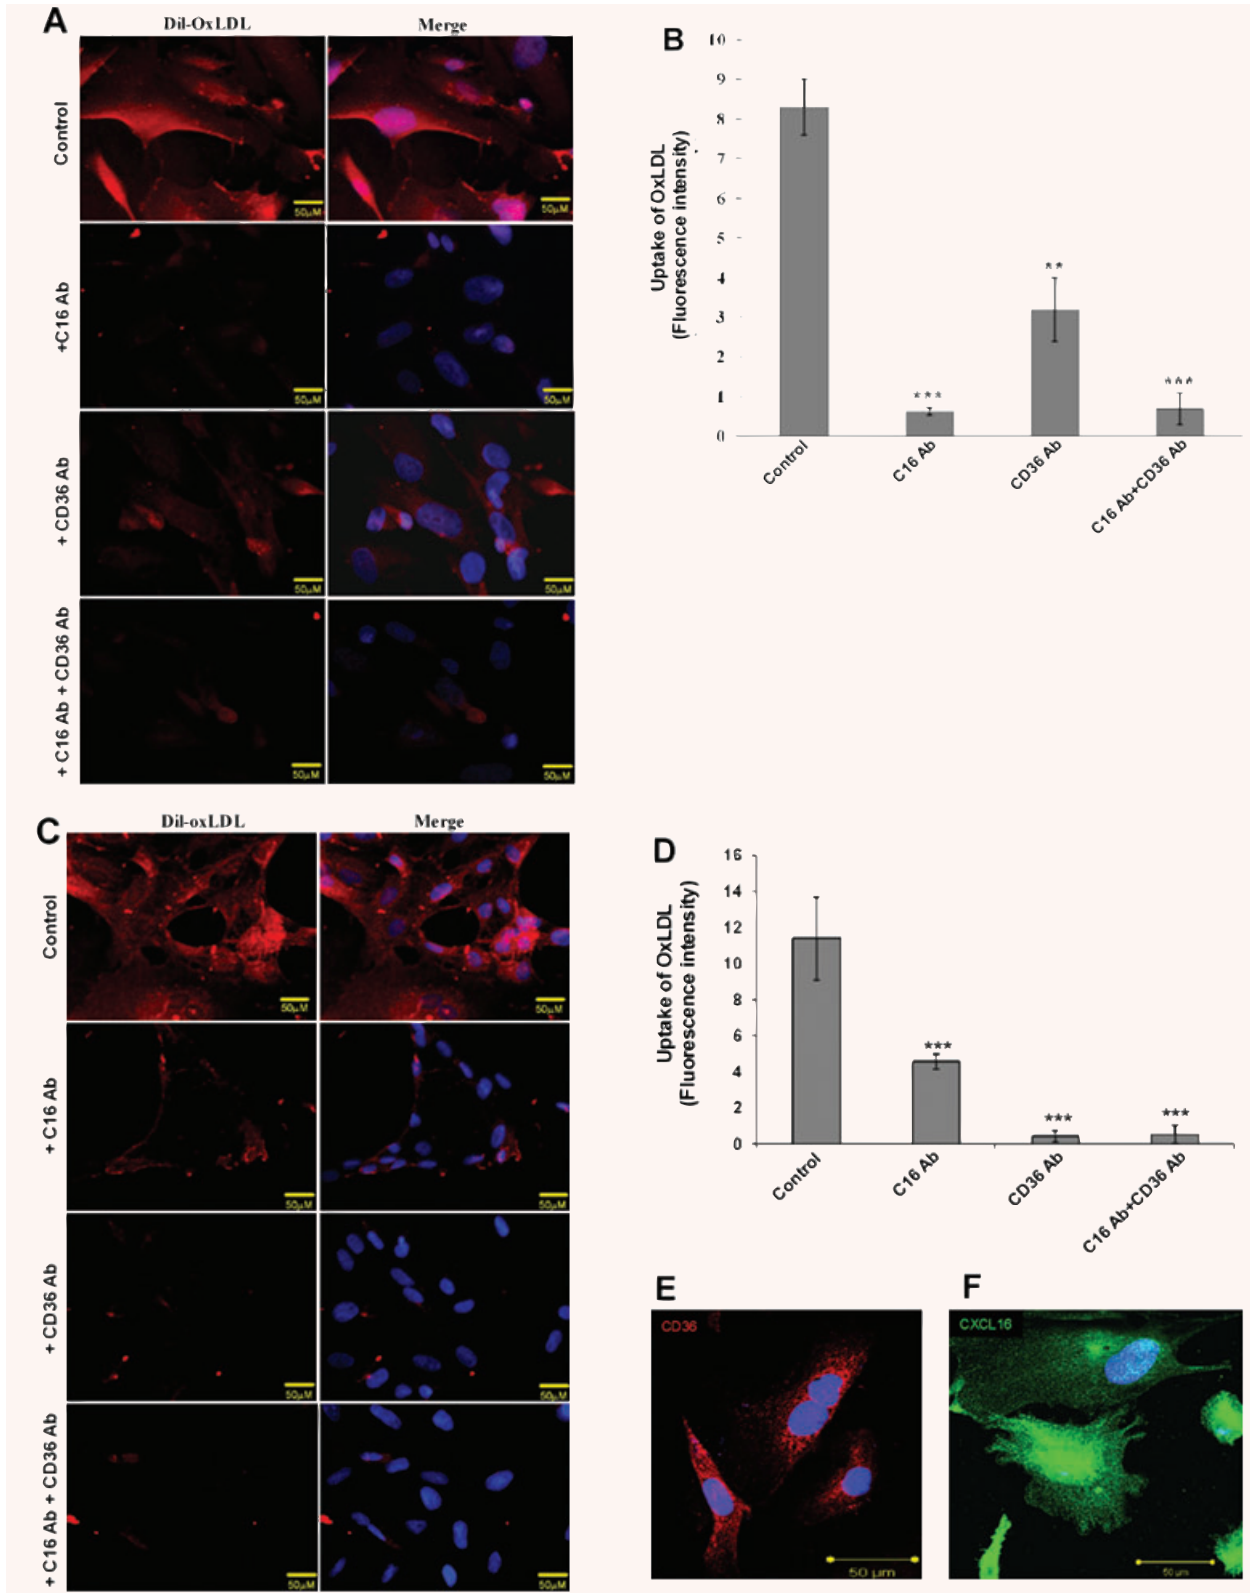 A
Dil-OxLDL
Merge
Control
50µM
50µM
+C16 Ab
50µM
50µM
+ CD36 Ab
50µM
50µM
+ C16 Ab + CD36 Ab
50µM
50µM
B
Uptake of OxLDL
(Fluorescence intensity)
10
9
8
7
6
5
4
3
2
1
0
***
**
***
Control
C16 Ab
CD36 Ab
C16 Ab+CD36 Ab
C
Dil-oxLDL
Merge
Control
50µM
50µM
+ C16 Ab
50µM
50µM
+ CD36 Ab
50µM
50µM
+ C16 Ab + CD36 Ab
50µM
50µM
D
Uptake of OxLDL
(Fluorescence intensity)
16
14
12
10
8
6
4
2
0
***
***
***
Control
C16 Ab
CD36 Ab
C16 Ab+CD36 Ab
E
CD36
50 µm
F
CXCL16
50 µm